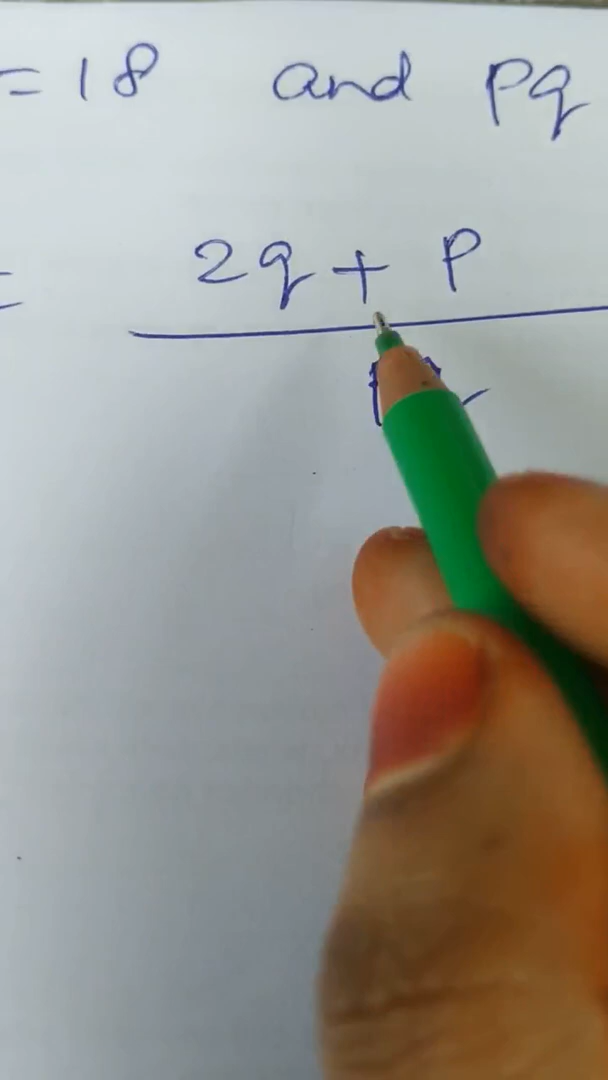 = 18 and pq
= 2q + p